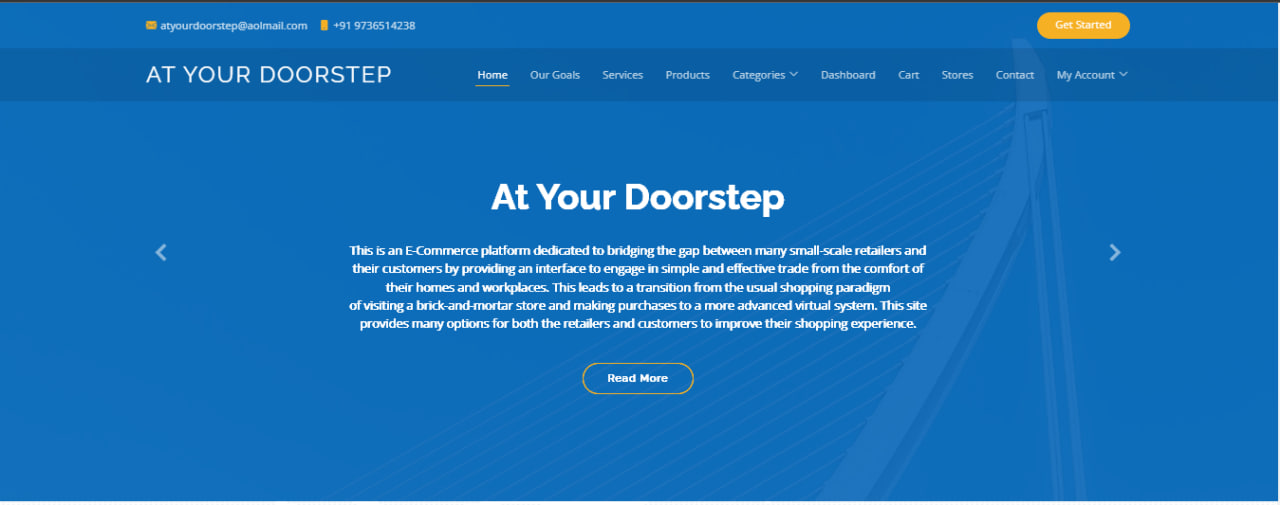 atyourdoorstep@aolmail.com +91 9736514238 Get Started
AT YOUR DOORSTEP Home Our Goals Services Products Categories Dashboard Cart Stores Contact My Account
At Your Doorstep
This is an E-Commerce platform dedicated to bridging the gap between many small-scale retailers and
their customers by providing an interface to engage in simple and effective trade from the comfort of
their homes and workplaces. This leads to a transition from the usual shopping paradigm
of visiting a brick-and-mortar store and making purchases to a more advanced virtual system. This site
provides many options for both the retailers and customers to improve their shopping experience.
Read More